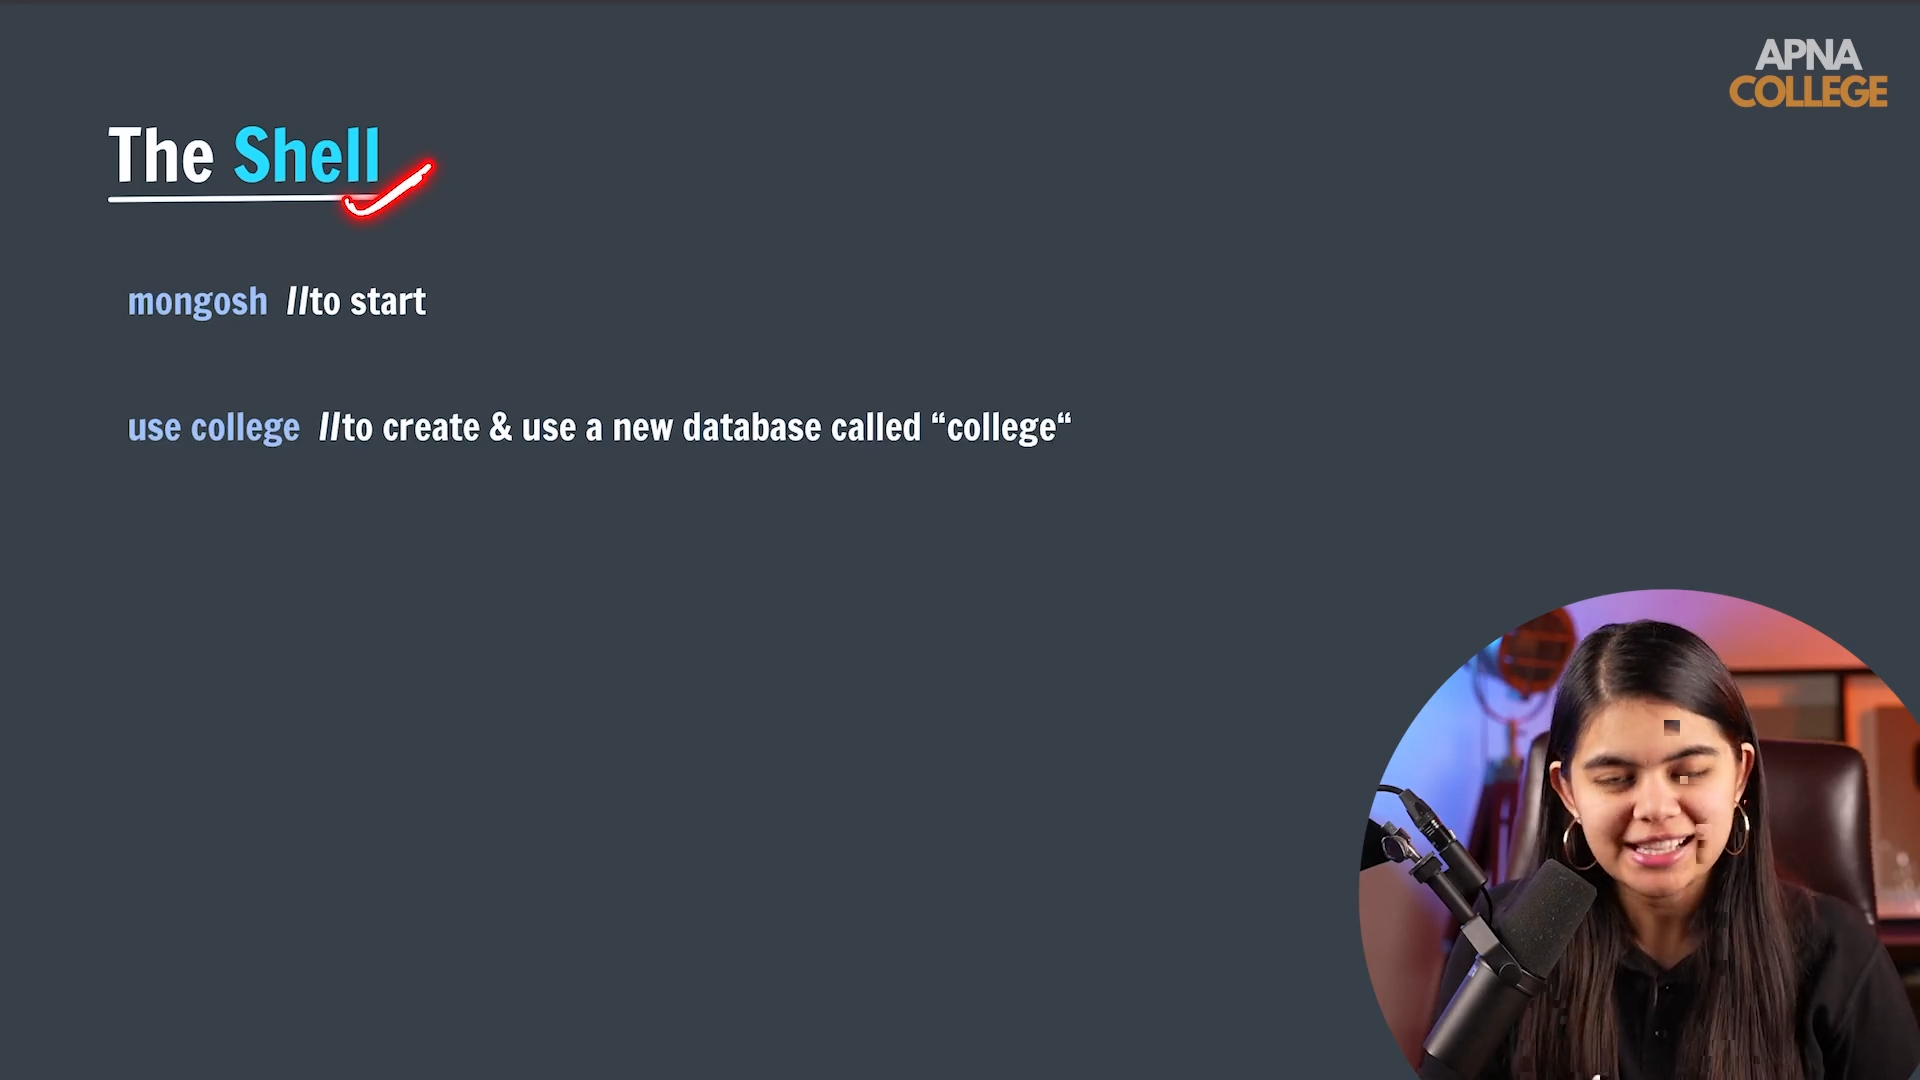 APNA
COLLEGE
The Shell
mongosh //to start
use college //to create & use a new database called “college“